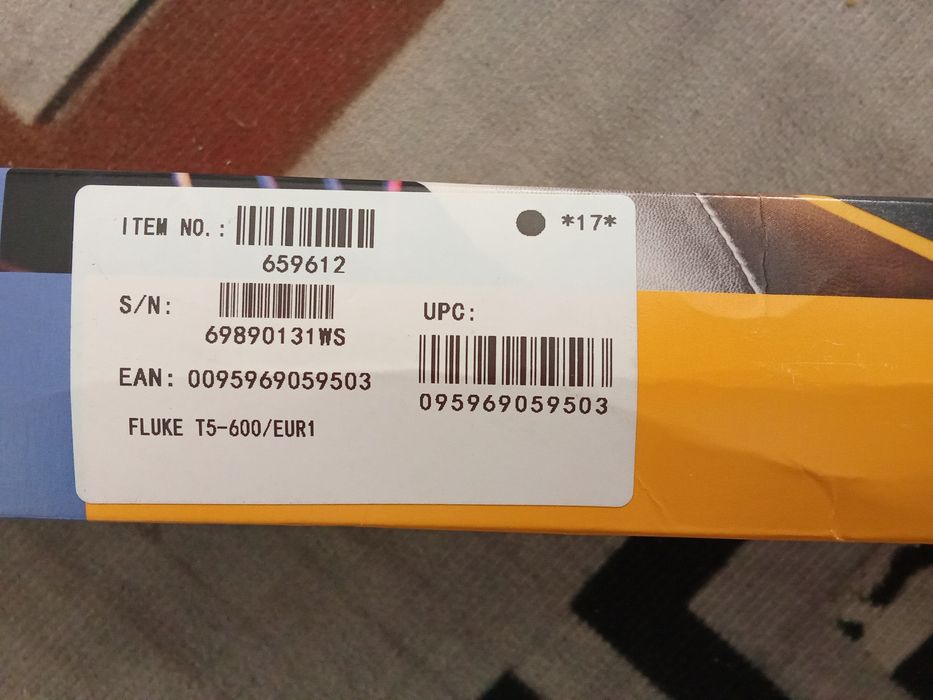 ITEM NO.:
659612
*17*
S/N:
69890131WS
UPC:
095969059503
EAN: 0095969059503
FLUKE T5-600/EUR1